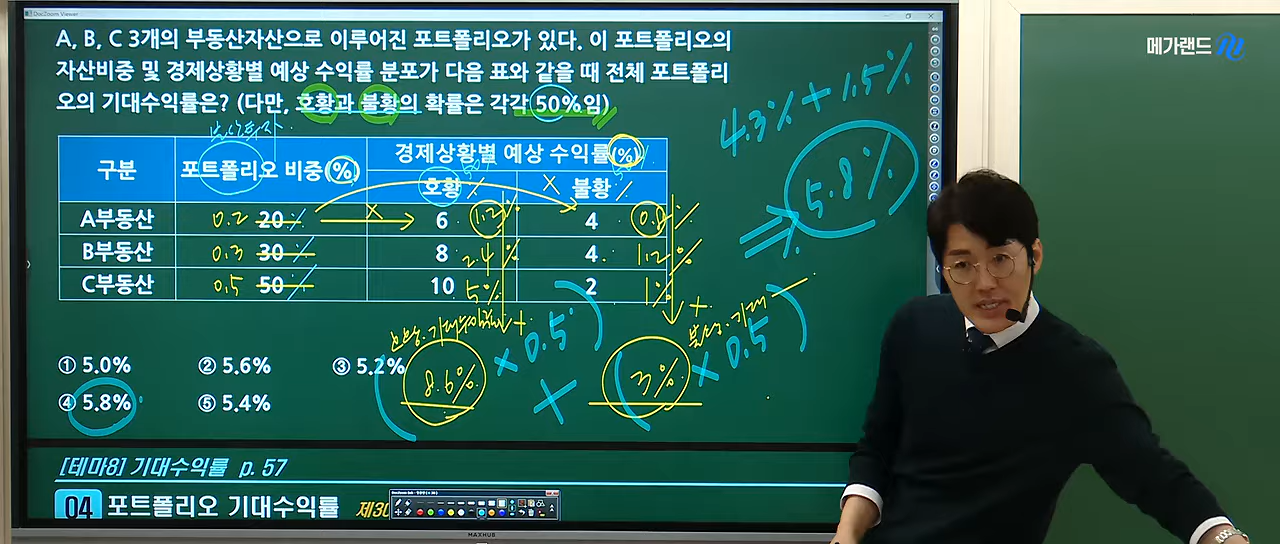 DocZoom Viewer
A, B, C 3개의 부동산자산으로 이루어진 포트폴리오가 있다. 이 포트폴리오의
자산비중 및 경제상황별 예상 수익률 분포가 다음 표와 같을 때 전체 포트폴리
오의 기대수익률은? (다만, 호황과 불황의 확률은 각각 50%임)
메가랜드
4.3% + 1.5%
5.8%
구분 포트폴리오 비중(%) 경제상황별 예상 수익률(%)
호황 % × 불황 %
A부동산 0.2 20% × 6 1.2% 4 0.8%
B부동산 0.3 30% 8 2.4% 4 1.2%
C부동산 0.5 50% 10 5% 2 1%
+ +
8.6% × 0.5 3% × 0.5
① 5.0% ② 5.6% ③ 5.2%
④ 5.8% ⑤ 5.4%
[테마8] 기대수익률 p. 57
04 포트폴리오 기대수익률 제30
MAXHUB